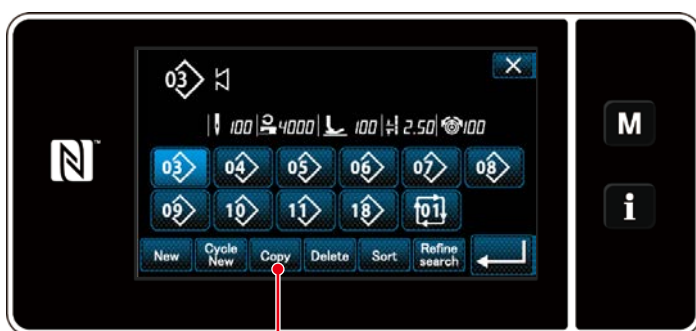 03
100 4000 100 2.50 100
03 04 05 06 07 08
09 10 11 18 01
New Cycle New Copy Delete Sort Refine search
M
i
N